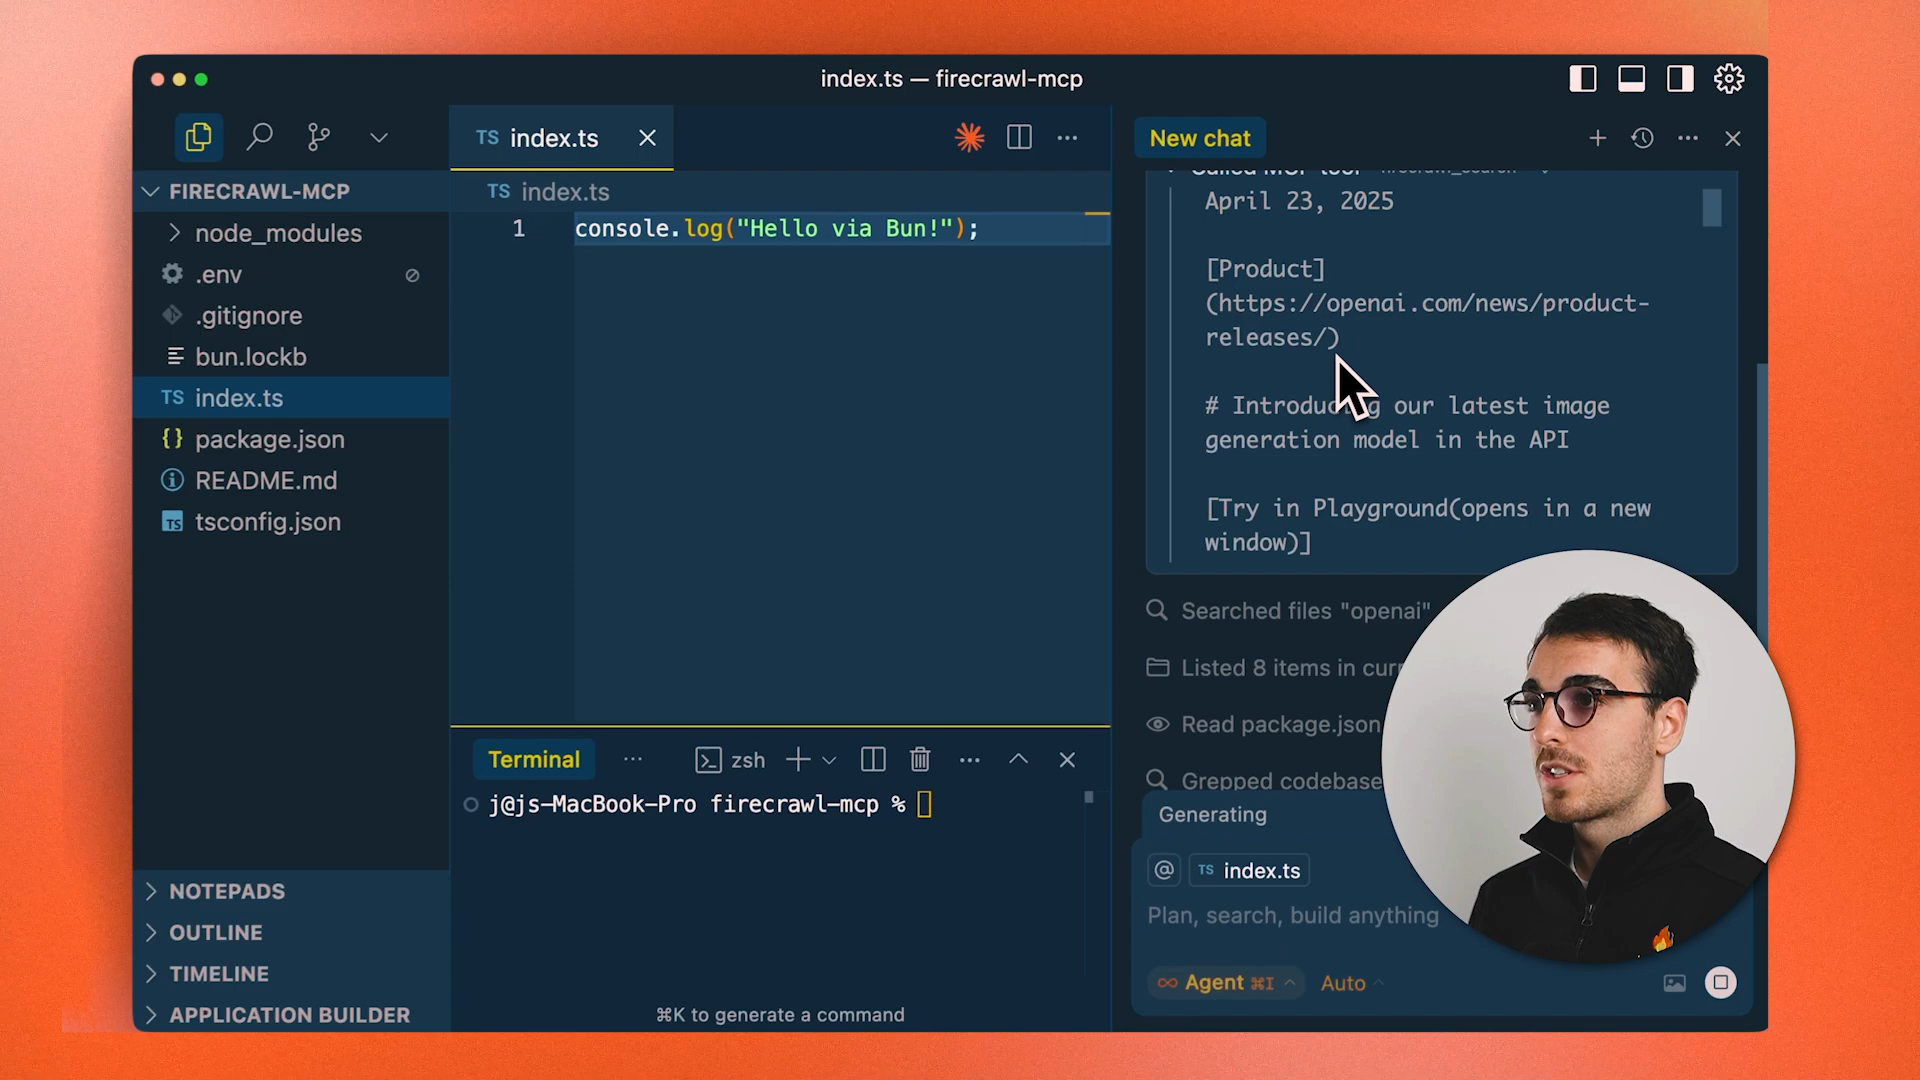 index.ts — firecrawl-mcp
TS index.ts
New chat
FIRECRAWL-MCP
node_modules
.env
.gitignore
bun.lockb
TS index.ts
{} package.json
README.md
TS tsconfig.json
NOTEPADS
OUTLINE
TIMELINE
APPLICATION BUILDER
TS index.ts
1 console.log("Hello via Bun!");
Terminal
zsh
j@js-MacBook-Pro firecrawl-mcp %
⌘K to generate a command
Called MCP tool firecrawl_search
April 23, 2025
[Product]
(https://openai.com/news/product-
releases/)
# Introducing our latest image
generation model in the API
[Try in Playground(opens in a new
window)]
Searched files "openai"
Listed 8 items in
Read package.json
Grepped codebase
Generating
@ TS index.ts
Plan, search, build anything
Agent ⌘I
Auto